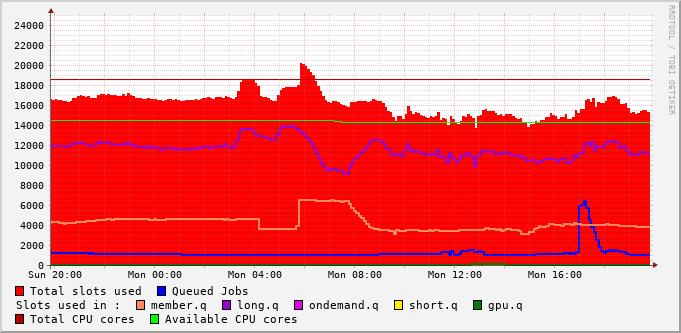 24000
22000
20000
18000
16000
14000
12000
10000
8000
6000
4000
2000
0
Sun 20:00 Mon 00:00 Mon 04:00 Mon 08:00 Mon 12:00 Mon 16:00
Total slots used Queued Jobs
Slots used in : member.q long.q ondemand.q short.q gpu.q
Total CPU cores Available CPU cores
RRDTOOL / TOBI OETIKER